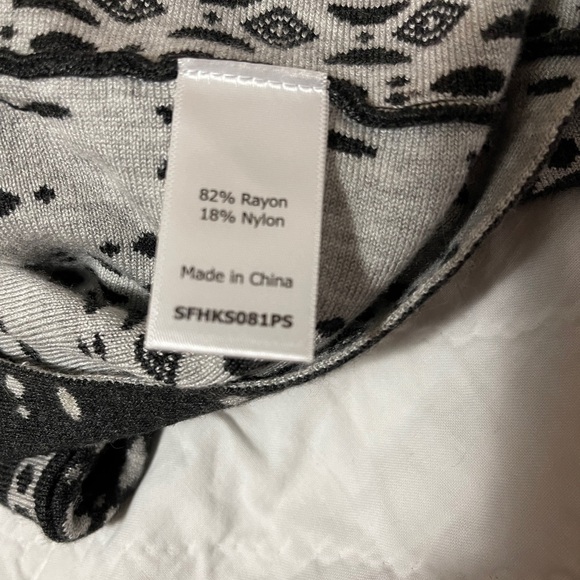 82% Rayon
18% Nylon
Made in China
SFHKS081PS